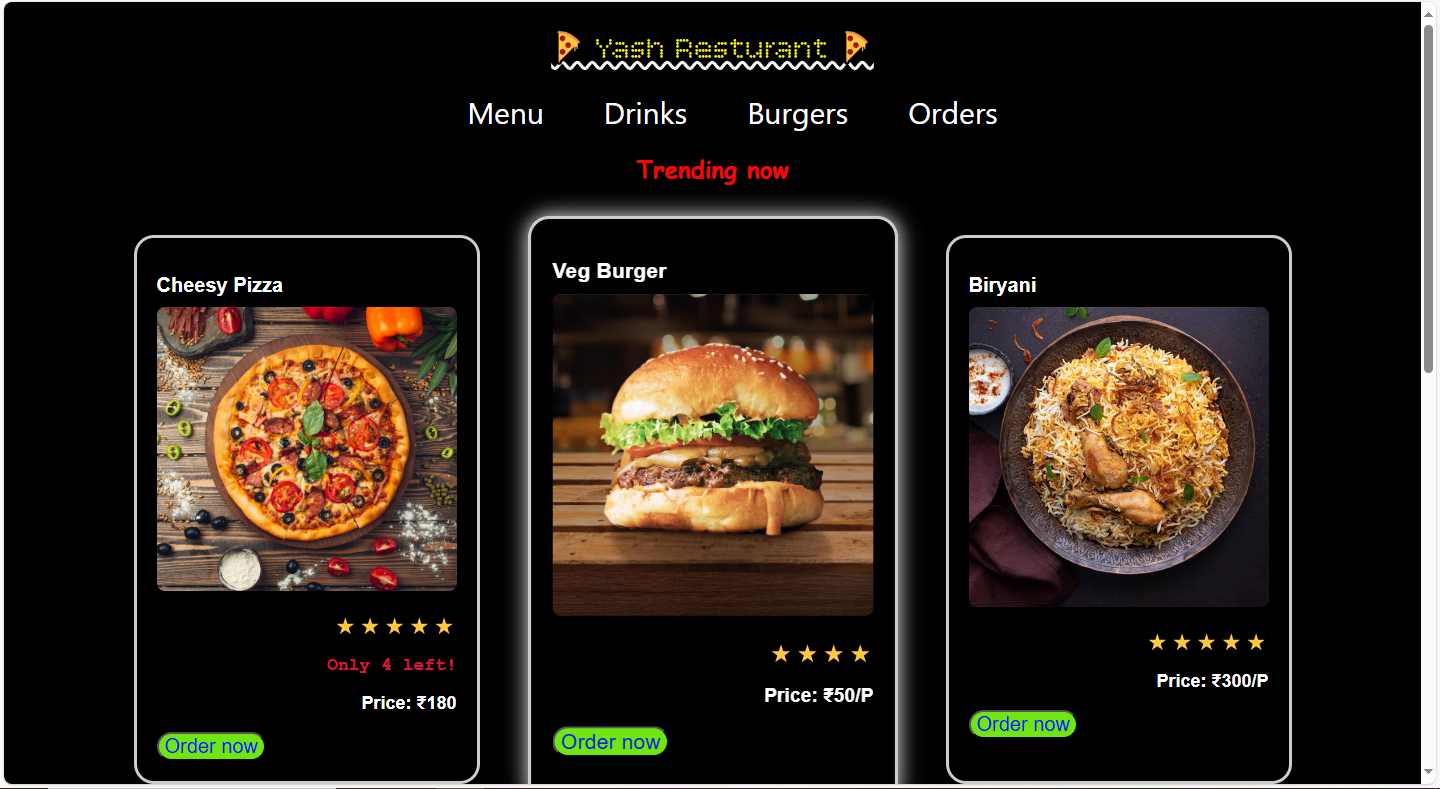 🍕 Yash Resturant 🍕
Menu Drinks Burgers Orders
Trending now
Cheesy Pizza
★ ★ ★ ★ ★
Only 4 left!
Price: ₹180
Order now
Veg Burger
★ ★ ★ ★
Price: ₹50/P
Order now
Biryani
★ ★ ★ ★ ★
Price: ₹300/P
Order now